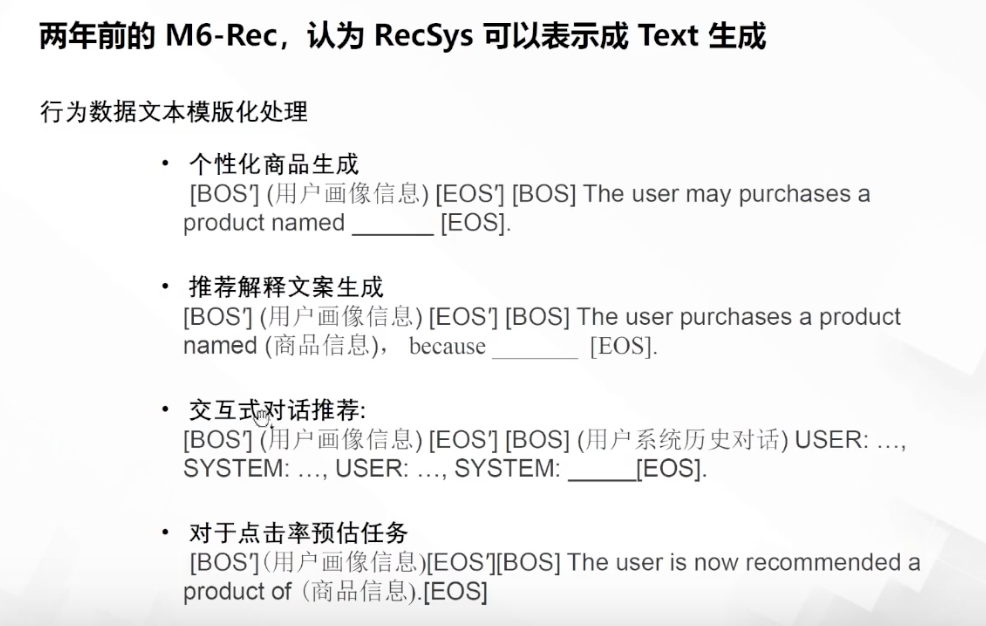 两年前的 M6-Rec，认为 RecSys 可以表示成 Text 生成
行为数据文本模版化处理
• 个性化商品生成
[BOS'] (用户画像信息) [EOS'] [BOS] The user may purchases a
product named _______ [EOS].
• 推荐解释文案生成
[BOS'] (用户画像信息) [EOS'] [BOS] The user purchases a product
named (商品信息)， because _______ [EOS].
• 交互式对话推荐:
[BOS'] (用户画像信息) [EOS'] [BOS] (用户系统历史对话) USER: …,
SYSTEM: …, USER: …, SYSTEM: _____[EOS].
• 对于点击率预估任务
[BOS'](用户画像信息)[EOS'][BOS] The user is now recommended a
product of (商品信息).[EOS]